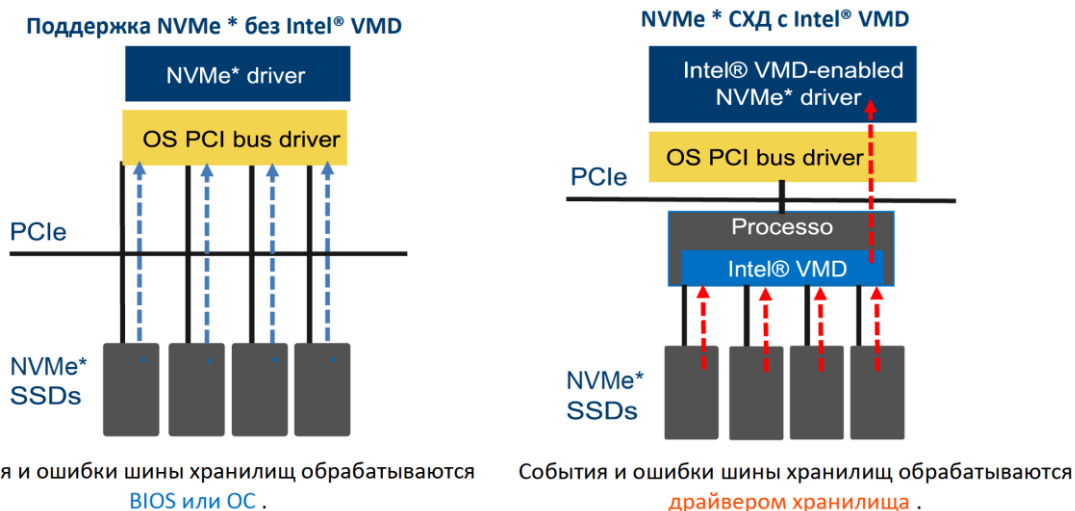 Поддержка NVMe * без Intel® VMD
NVMe* driver
OS PCI bus driver
PCIe
NVMe*
SSDs
я и ошибки шины хранилищ обрабатываются
BIOS или ОС .
NVMe * СХД с Intel® VMD
Intel® VMD-enabled
NVMe* driver
OS PCI bus driver
PCIe
Процессо
Intel® VMD
NVMe*
SSDs
События и ошибки шины хранилищ обрабатываются
драйвером хранилища .